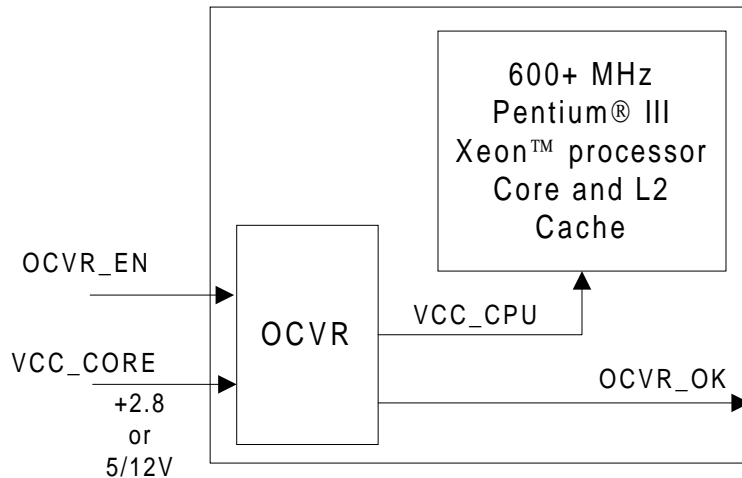 600+ MHz
Pentium® III
Xeon™ processor
Core and L2
Cache
OCVR_EN
OCVR
VCC_CPU
VCC_CORE
OCVR_OK
+2.8
or
5/12V